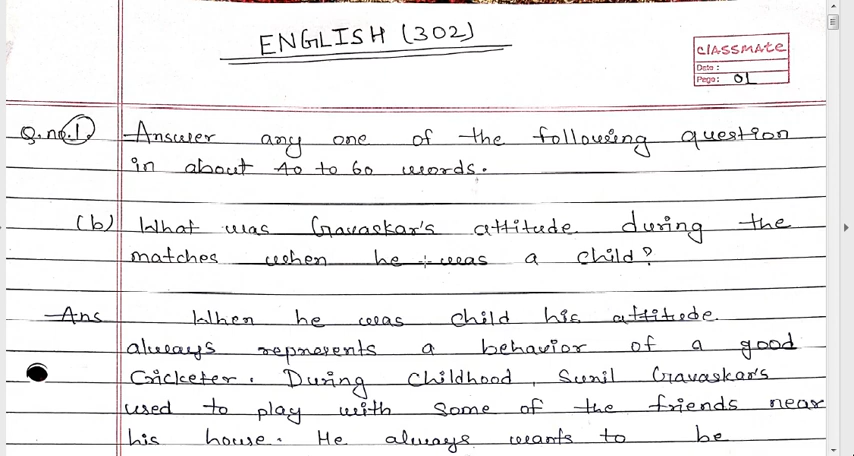 ENGLISH (302)
CLASSMATE
Date :
Page: 01
Q.no.1. Answer any one of the following question
in about 40 to 60 words.
(b) What was Gavaskar's attitude during the
matches when he was a child?
Ans When he was child his attitude
always represents a behavior of a good
Cricketer. During Childhood, Sunil Gavaskar's
used to play with some of the friends near
his house. He always wants to be